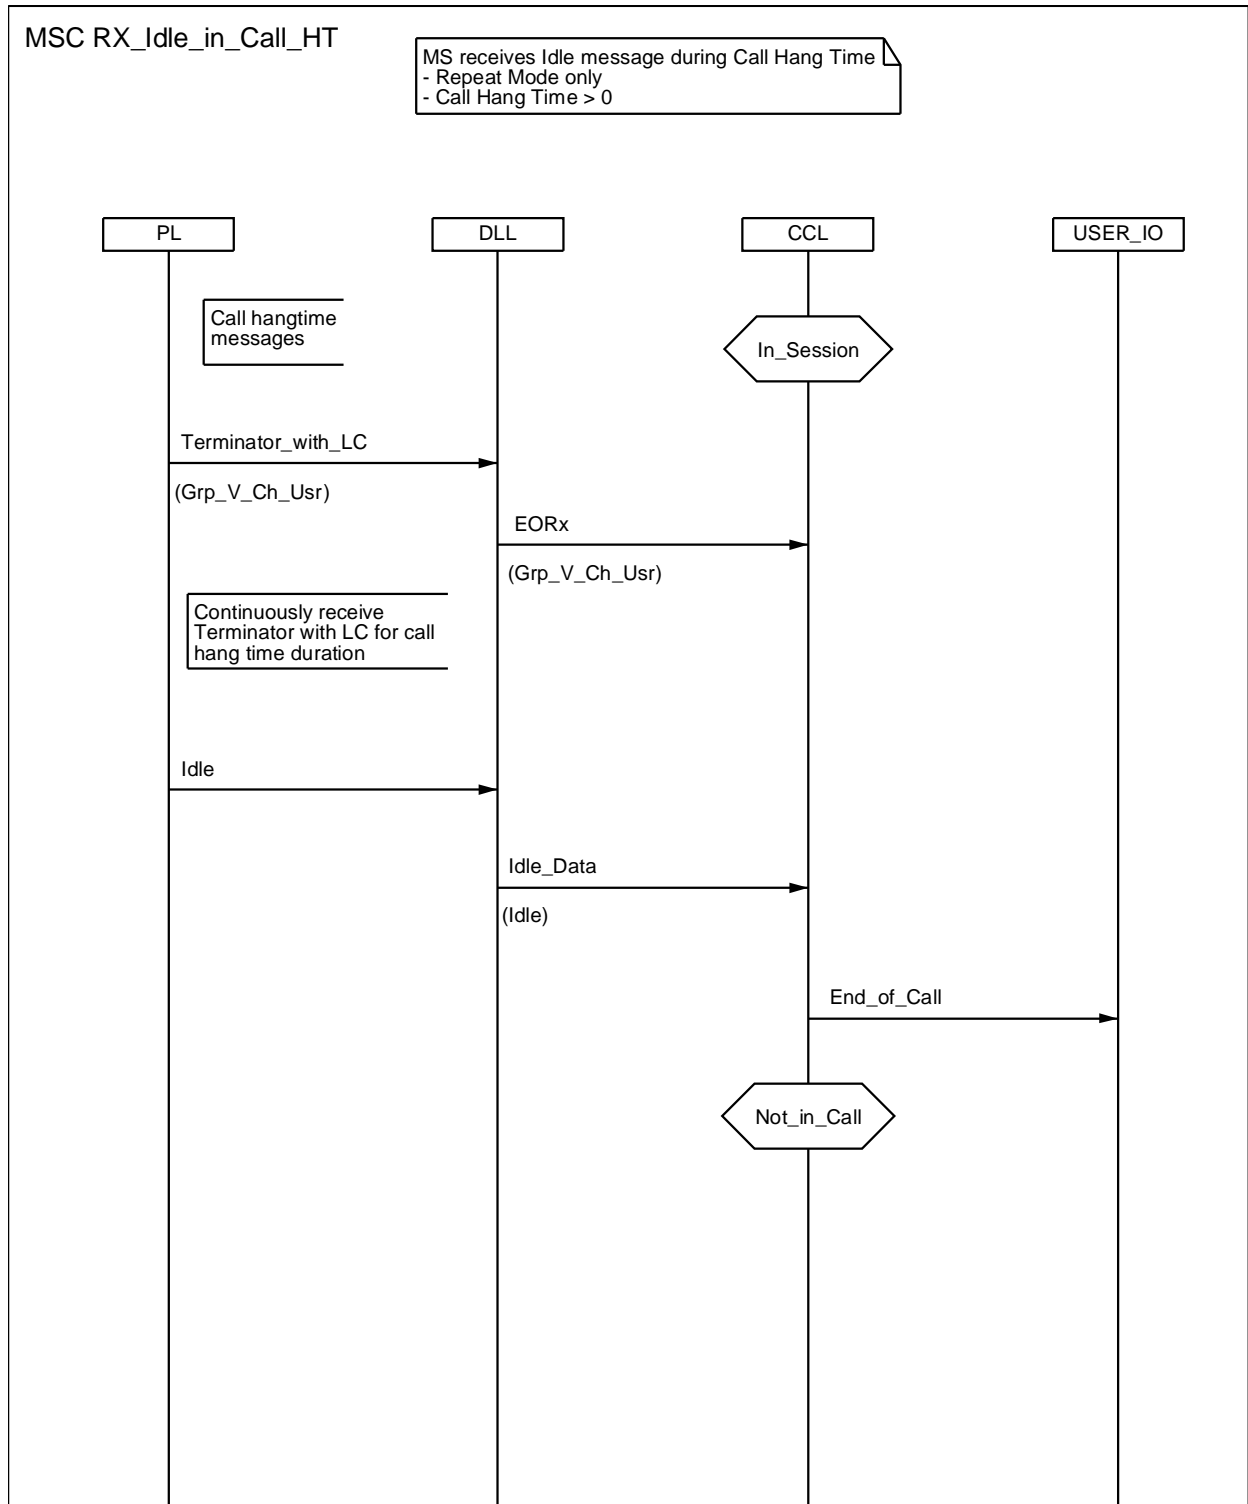 MSC RX_Idle_in_Call_HT
MS receives Idle message during Call Hang Time
- Repeat Mode only
- Call Hang Time > 0
PL
DLL
CCL
USER_IO
Call hangtime
messages
In_Session
Terminator_with_LC
(Grp_V_Ch_Usr)
EORx
(Grp_V_Ch_Usr)
Continuously receive
Terminator with LC for call
hang time duration
Idle
Idle_Data
(Idle)
End_of_Call
Not_in_Call